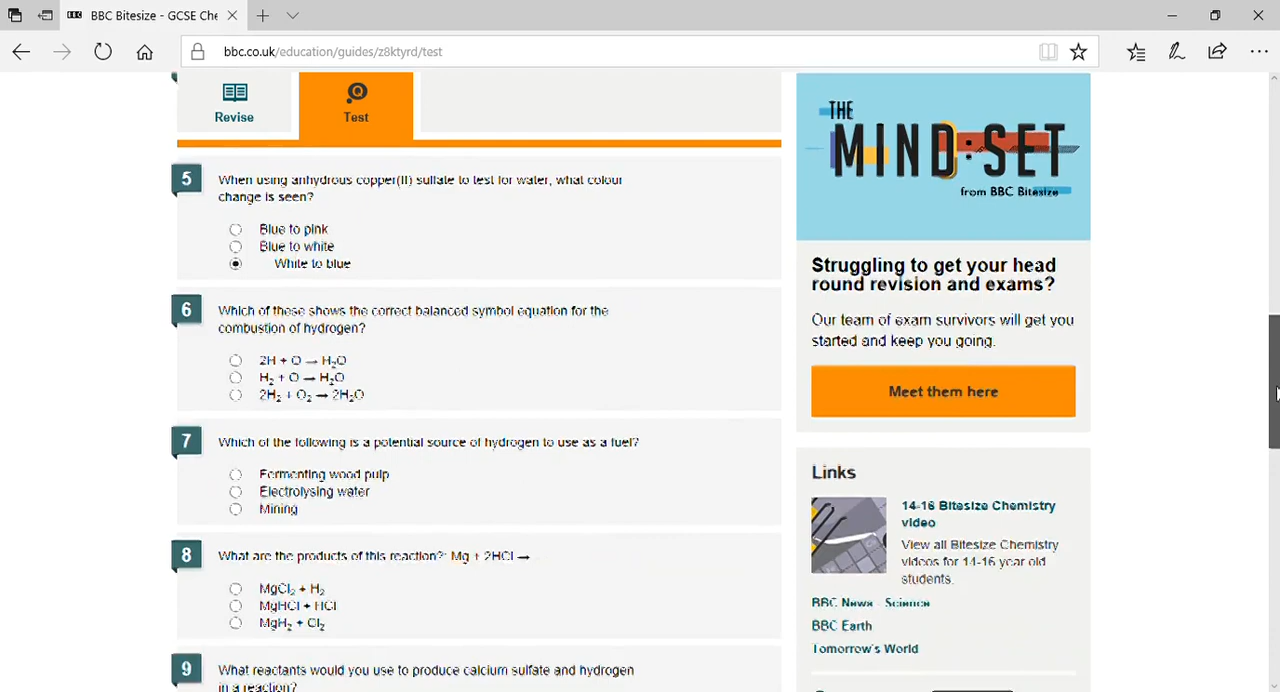 BBC Bitesize - GCSE Che
bbc.co.uk/education/guides/z8ktyrd/test
Revise
Test
5
When using anhydrous copper(II) sulfate to test for water, what colour
change is seen?
Blue to pink
Blue to white
White to blue
6
Which of these shows the correct balanced symbol equation for the
combustion of hydrogen?
2H + O → H₂O
H₂ + O → H₂O
2H₂ + O₂ → 2H₂O
7
Which of the following is a potential source of hydrogen to use as a fuel?
Fermenting wood pulp
Electrolysing water
Mining
8
What are the products of this reaction?: Mg + 2HCl →
MgCl₂ + H₂
MgHCl + HCl
MgH₂ + Cl₂
9
What reactants would you use to produce calcium sulfate and hydrogen
in a reaction?
THE
MIND:SET
from BBC Bitesize
Struggling to get your head
round revision and exams?
Our team of exam survivors will get you
started and keep you going.
Meet them here
Links
14-16 Bitesize Chemistry
video
View all Bitesize Chemistry
videos for 14-16 year old
students.
BBC News - Science
BBC Earth
Tomorrow's World